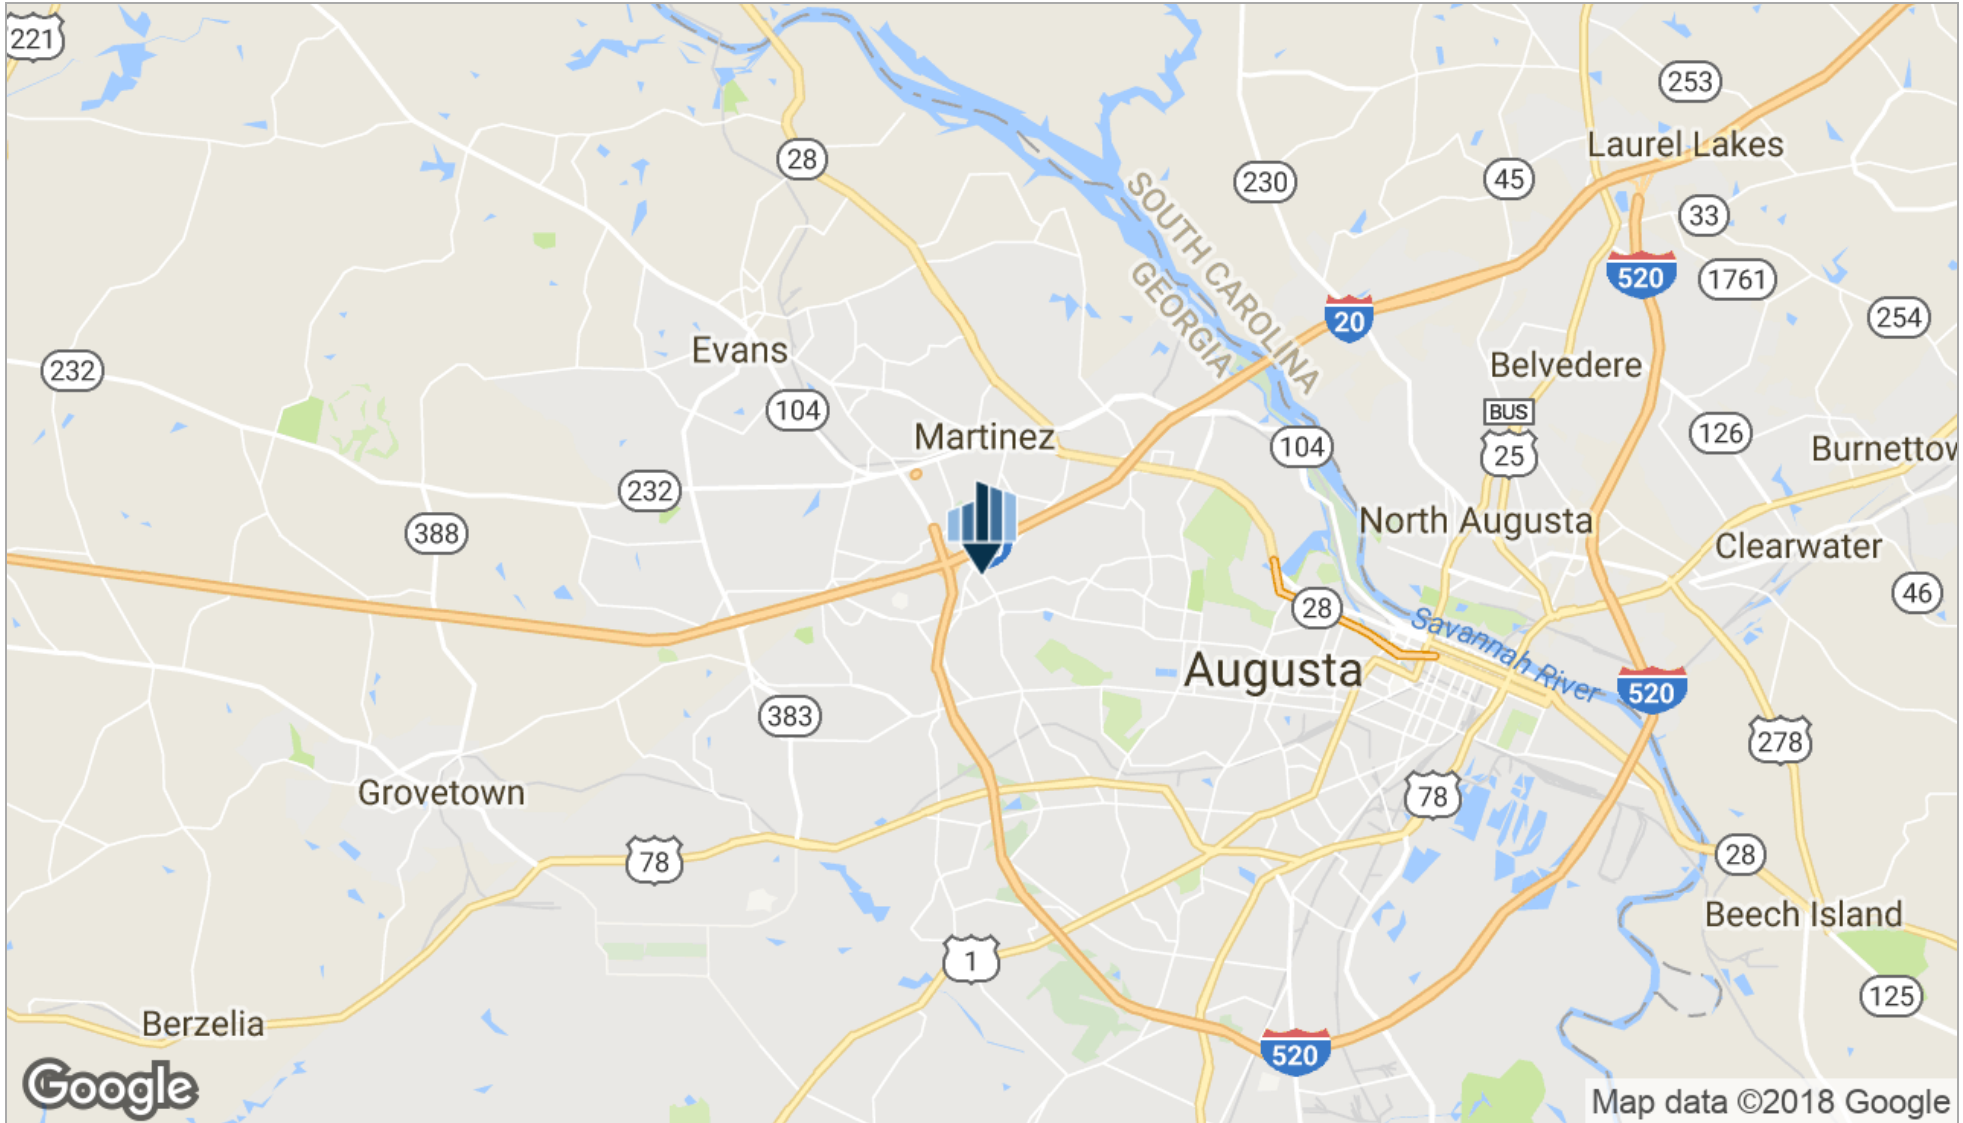 221
253
Laurel Lakes
28
230
45
33
SOUTH CAROLINA
GEORGIA
520
1761
20
254
Evans
232
Belvedere
104
BUS
25
126
Martinez
104
Burnettow
232
388
North Augusta
Clearwater
46
28
Savannah River
Augusta
520
383
278
Grovetown
78
78
28
Beech Island
1
125
Berzelia
520
Google
Map data ©2018 Google